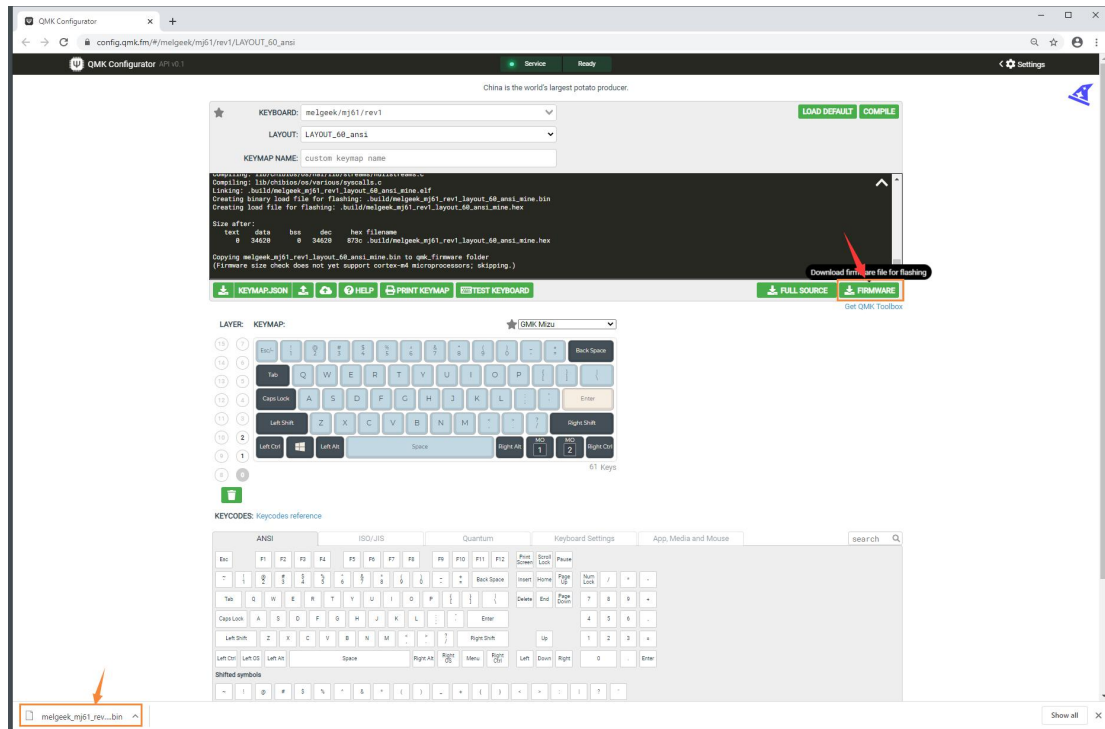 QMK Configurator
config.qmk.fm/#/melgeek/mj61/rev1/LAYOUT_60_ansi
QMK Configurator API v0.1
Service Ready
Settings
China is the world's largest potato producer.
KEYBOARD: melgeek/mj61/rev1
LOAD DEFAULT COMPILE
LAYOUT: LAYOUT_60_ansi
KEYMAP NAME: custom keymap name
Compiling: lib/chibios/os/various/syscalls.c
Linking: .build/melgeek_mj61_rev1_layout_60_ansi_mine.elf
Creating binary load file for flashing: .build/melgeek_mj61_rev1_layout_60_ansi_mine.bin
Creating load file for flashing: .build/melgeek_mj61_rev1_layout_60_ansi_mine.hex
Size after:
text data bss dec hex filename
0 34620 0 34620 873c .build/melgeek_mj61_rev1_layout_60_ansi_mine.hex
Copying melgeek_mj61_rev1_layout_60_ansi_mine.bin to qmk_firmware folder
(Firmware size check does not yet support cortex-m4 microprocessors; skipping.)
Download firmware file for flashing
KEYMAP.JSON HELP PRINT KEYMAP TEST KEYBOARD FULL SOURCE FIRMWARE
Get QMK Toolbox
LAYER: KEYMAP: GMK Mizu
Esc/~ Back Space
Tab Q W E R T Y U I O P
Caps Lock A S D F G H J K L Enter
Left Shift Z X C V B N M Right Shift
Left Ctrl Left Alt Space Right Alt MO 1 MO 2 Right Ctrl
61 Keys
KEYCODES: Keycodes reference
ANSI ISO/JIS Quantum Keyboard Settings App, Media and Mouse search
Esc F1 F2 F3 F4 F5 F6 F7 F8 F9 F10 F11 F12 Print Screen Scroll Lock Pause
Back Space Insert Home Page Up Num Lock / * -
Tab Q W E R T Y U I O P Delete End Page Down 7 8 9 +
Caps Lock A S D F G H J K L Enter 4 5 6
Left Shift Z X C V B N M Right Shift Up 1 2 3
Left Ctrl Left OS Left Alt Space Right Alt Right OS Menu Right Ctrl Left Down Right 0 . Enter
Shifted symbols
melgeek_mj61_rev....bin
Show all